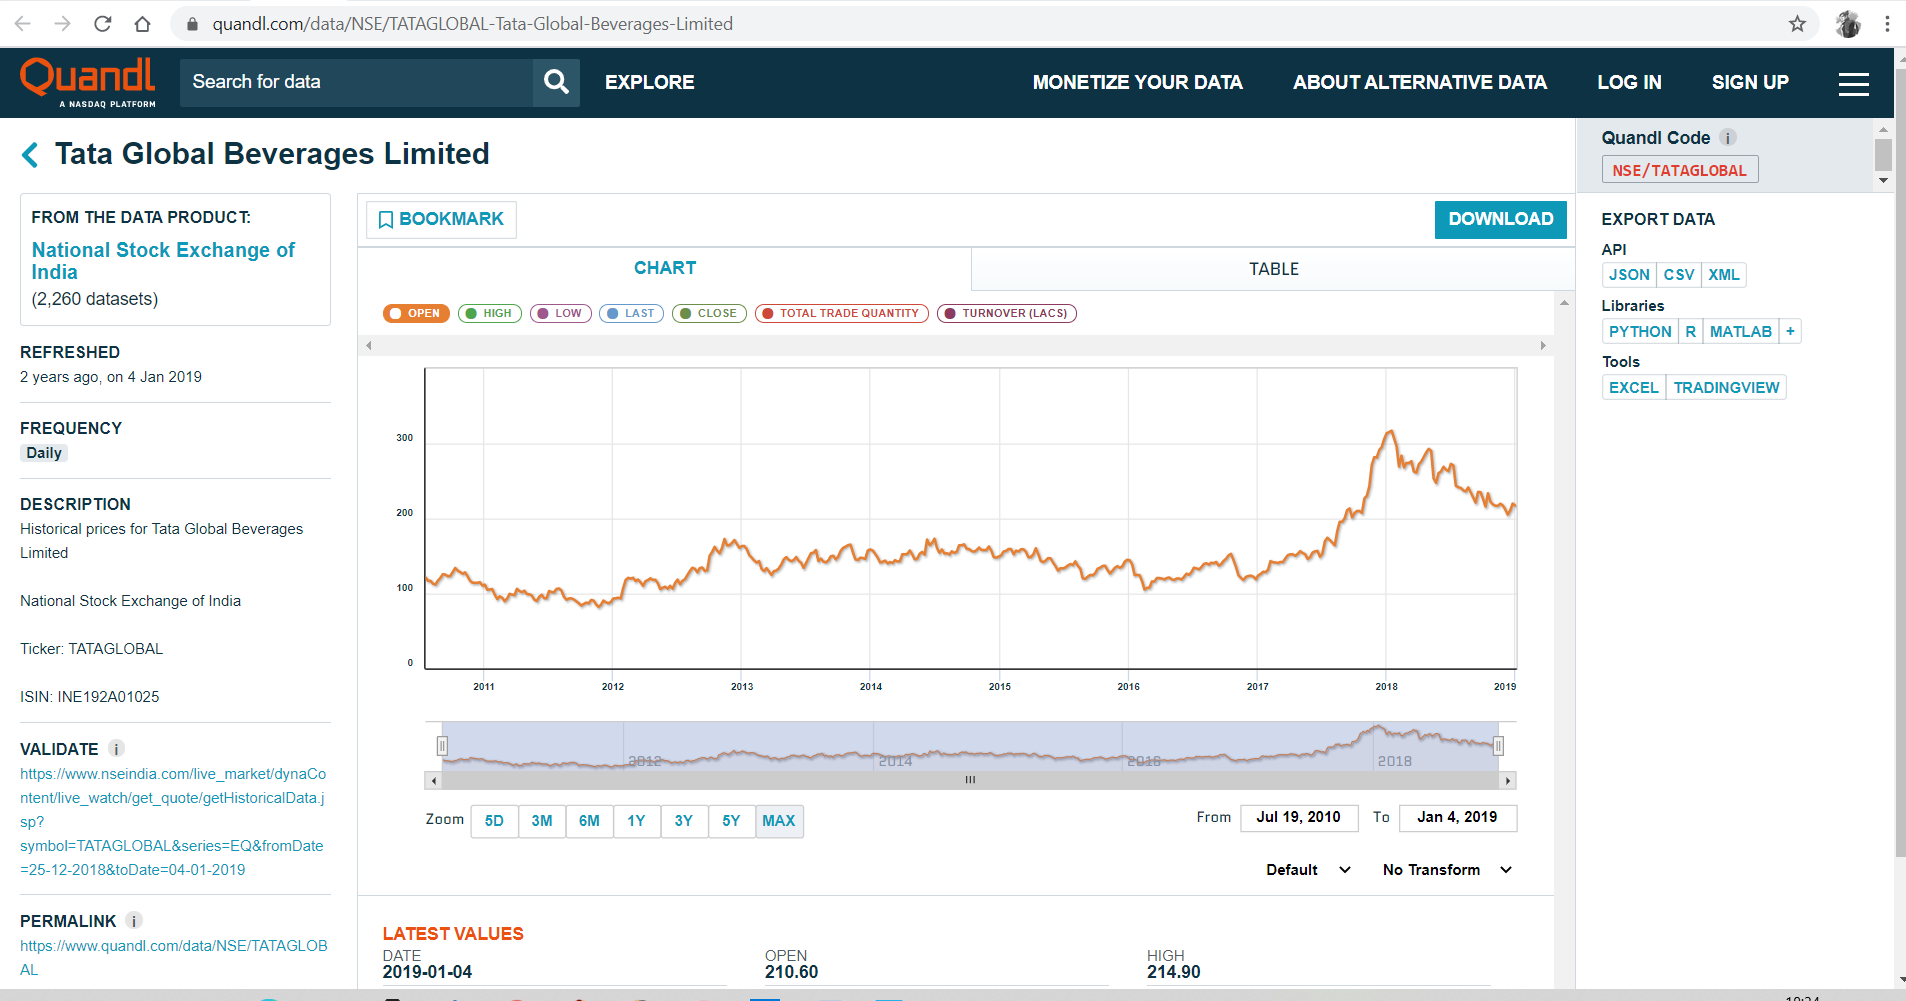 quandl.com/data/NSE/TATAGLOBAL-Tata-Global-Beverages-Limited
Quandl
A NASDAQ PLATFORM
Search for data
EXPLORE
MONETIZE YOUR DATA
ABOUT ALTERNATIVE DATA
LOG IN
SIGN UP
Tata Global Beverages Limited
FROM THE DATA PRODUCT:
National Stock Exchange of
India
(2,260 datasets)
REFRESHED
2 years ago, on 4 Jan 2019
FREQUENCY
Daily
DESCRIPTION
Historical prices for Tata Global Beverages
Limited
National Stock Exchange of India
Ticker: TATAGLOBAL
ISIN: INE192A01025
VALIDATE i
https://www.nseindia.com/live_market/dynaCo
ntent/live_watch/get_quote/getHistoricalData.j
sp?
symbol=TATAGLOBAL&series=EQ&fromDate
=25-12-2018&toDate=04-01-2019
PERMALINK i
https://www.quandl.com/data/NSE/TATAGLOB
AL
BOOKMARK
DOWNLOAD
CHART
TABLE
OPEN HIGH LOW LAST CLOSE TOTAL TRADE QUANTITY TURNOVER (LACS)
300
200
100
0
2011 2012 2013 2014 2015 2016 2017 2018 2019
2012 2014 2016 2018
Zoom 5D 3M 6M 1Y 3Y 5Y MAX
From Jul 19, 2010 To Jan 4, 2019
Default No Transform
LATEST VALUES
DATE OPEN HIGH
2019-01-04 210.60 214.90
Quandl Code i
NSE/TATAGLOBAL
EXPORT DATA
API
JSON CSV XML
Libraries
PYTHON R MATLAB +
Tools
EXCEL TRADINGVIEW